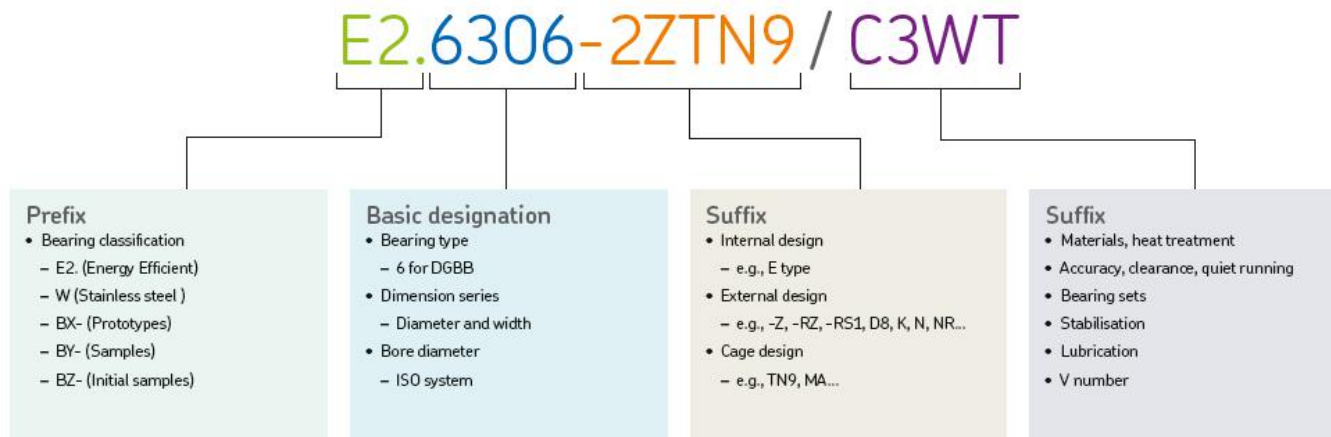 E2.6306-2ZTN9/C3WT
Prefix
• Bearing classification
– E2. (Energy Efficient)
– W (Stainless steel )
– BX- (Prototypes)
– BY- (Samples)
– BZ- (Initial samples)
Basic designation
• Bearing type
– 6 for DGBB
• Dimension series
– Diameter and width
• Bore diameter
– ISO system
Suffix
• Internal design
– e.g., E type
• External design
– e.g., -Z, -RZ, -RS1, D8, K, N, NR...
• Cage design
– e.g., TN9, MA...
Suffix
• Materials, heat treatment
• Accuracy, clearance, quiet running
• Bearing sets
• Stabilisation
• Lubrication
• V number